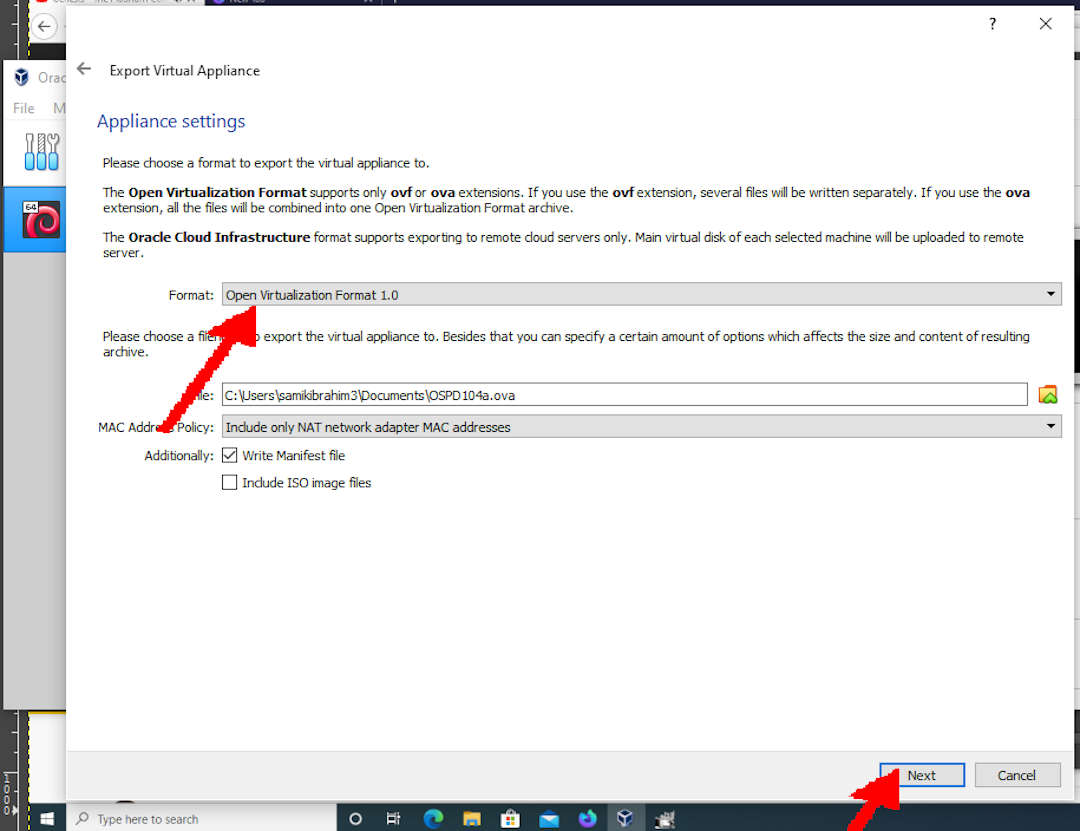 ?
Export Virtual Appliance
Orac
File M
Appliance settings
64
Please choose a format to export the virtual appliance to.
The Open Virtualization Format supports only ovf or ova extensions. If you use the ovf extension, several files will be written separately. If you use the ova
extension, all the files will be combined into one Open Virtualization Format archive.
The Oracle Cloud Infrastructure format supports exporting to remote cloud servers only. Main virtual disk of each selected machine will be uploaded to remote
server.
Format: Open Virtualization Format 1.0
Please choose a file to export the virtual appliance to. Besides that you can specify a certain amount of options which affects the size and content of resulting
archive.
C:\Users\samikibrahim3\Documents\OSPD104a.ova
MAC Address Policy: Include only NAT network adapter MAC addresses
Additionally: Write Manifest file
Include ISO image files
Next Cancel
1000
Type here to search